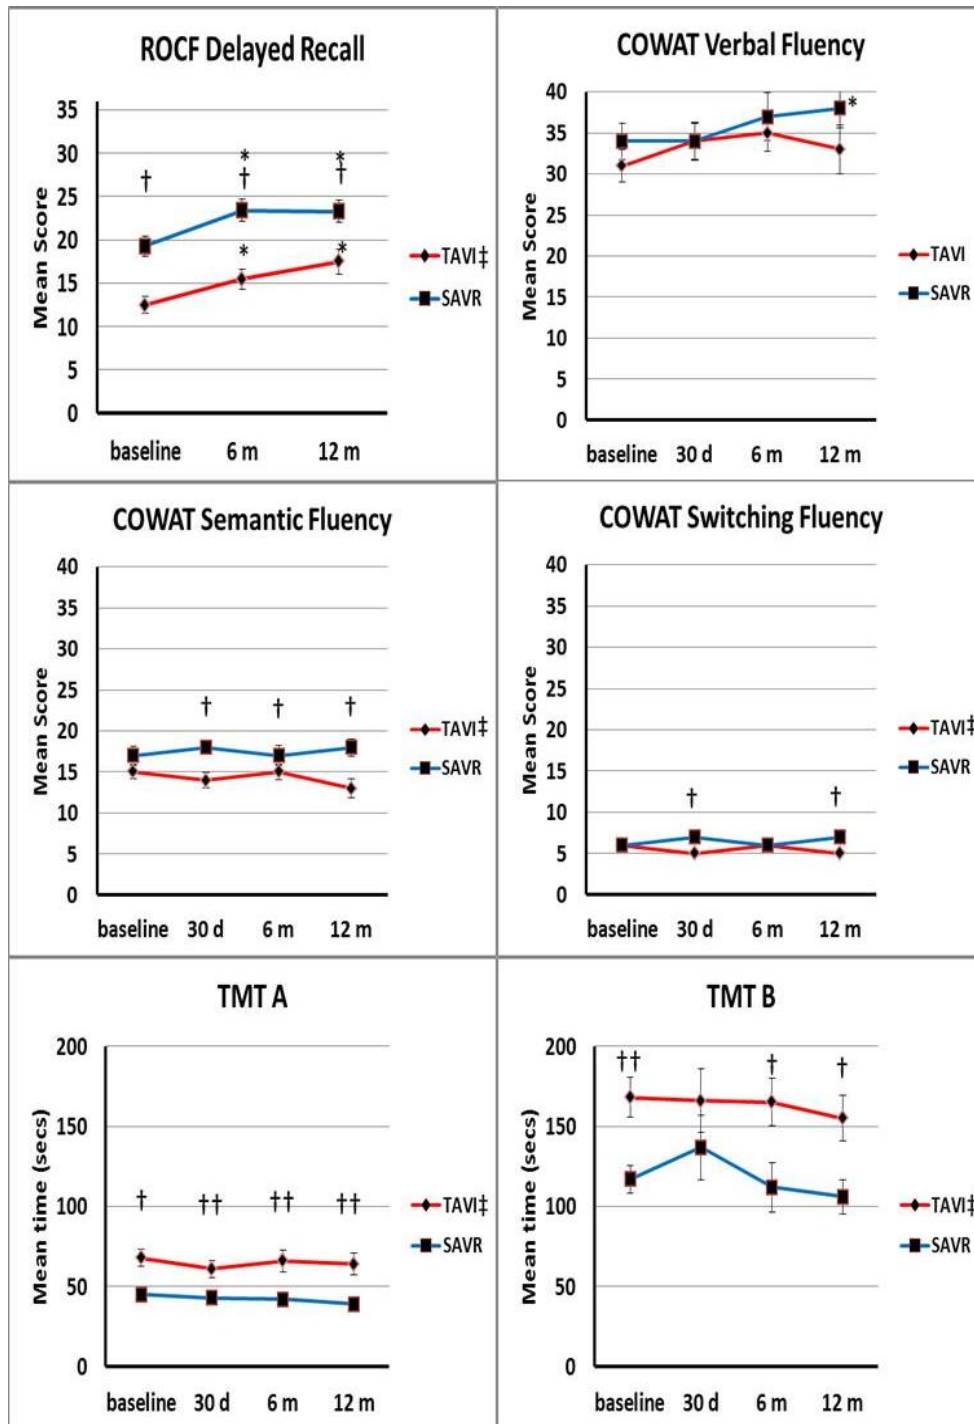 ROCF Delayed Recall
35
30
25
20
15
10
5
0
Mean Score
†
*
†
*
†
*
*
TAVI‡
SAVR
baseline 6 m 12 m
COWAT Verbal Fluency
40
35
30
25
20
15
10
5
0
Mean Score
*
TAVI
SAVR
baseline 30 d 6 m 12 m
COWAT Semantic Fluency
40
35
30
25
20
15
10
5
0
Mean Score
† † †
TAVI‡
SAVR
baseline 30 d 6 m 12 m
COWAT Switching Fluency
40
35
30
25
20
15
10
5
0
Mean Score
† †
TAVI‡
SAVR
baseline 30 d 6 m 12 m
TMT A
200
150
100
50
0
Mean time (secs)
† †† †† ††
TAVI‡
SAVR
baseline 30 d 6 m 12 m
TMT B
200
150
100
50
0
Mean time (secs)
†† † †
TAVI‡
SAVR
baseline 30 d 6 m 12 m